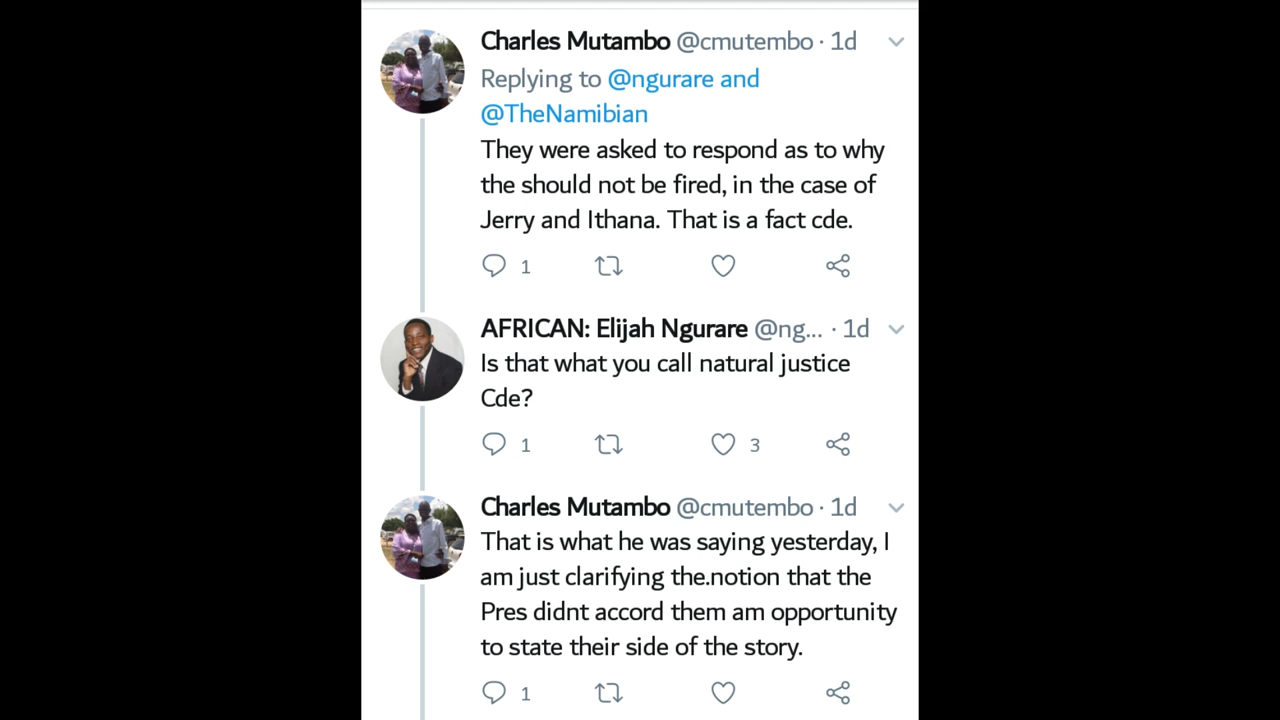 Charles Mutambo @cmutembo · 1d
Replying to @ngurare and
@TheNamibian
They were asked to respond as to why
the should not be fired, in the case of
Jerry and Ithana. That is a fact cde.
1
AFRICAN: Elijah Ngurare @ng... · 1d
Is that what you call natural justice
Cde?
1 3
Charles Mutambo @cmutembo · 1d
That is what he was saying yesterday, I
am just clarifying the.notion that the
Pres didnt accord them am opportunity
to state their side of the story.
1